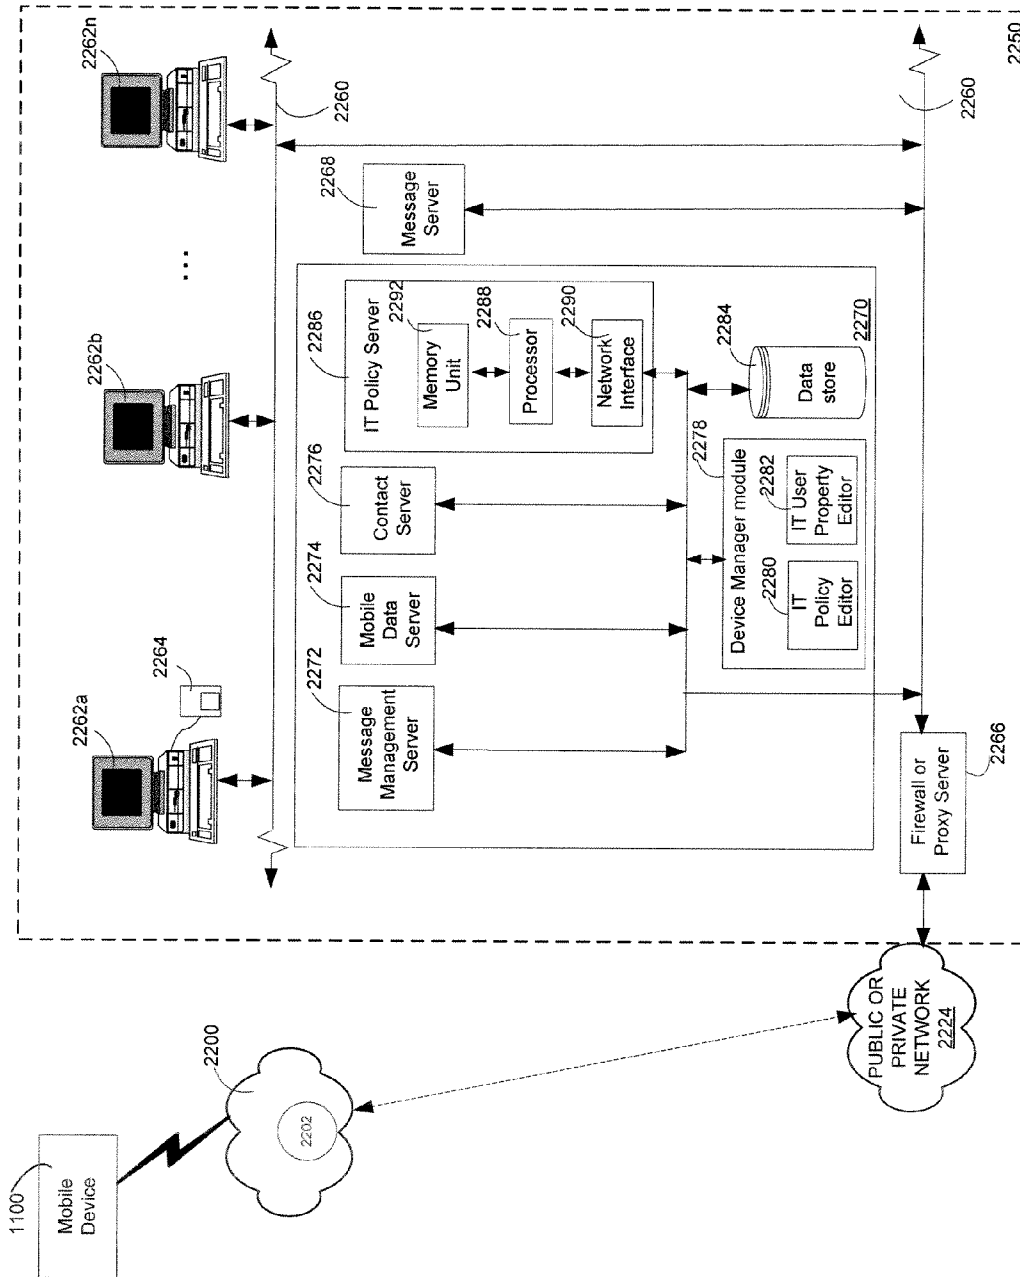 1100
Mobile
Device
2200
2202
PUBLIC OR
PRIVATE
NETWORK
2224
2262a
2264
2262b
...
2262n
2260
2272
Message
Management
Server
2274
Mobile
Data
Server
2276
Contact
Server
2286
IT Policy Server
2292
Memory
Unit
2288
Processor
2290
Network
Interface
2268
Message
Server
2278
Device Manager module
2280
IT
Policy
Editor
2282
IT User
Property
Editor
2284
Data
store
2270
Firewall or
Proxy Server
2266
2260
2250